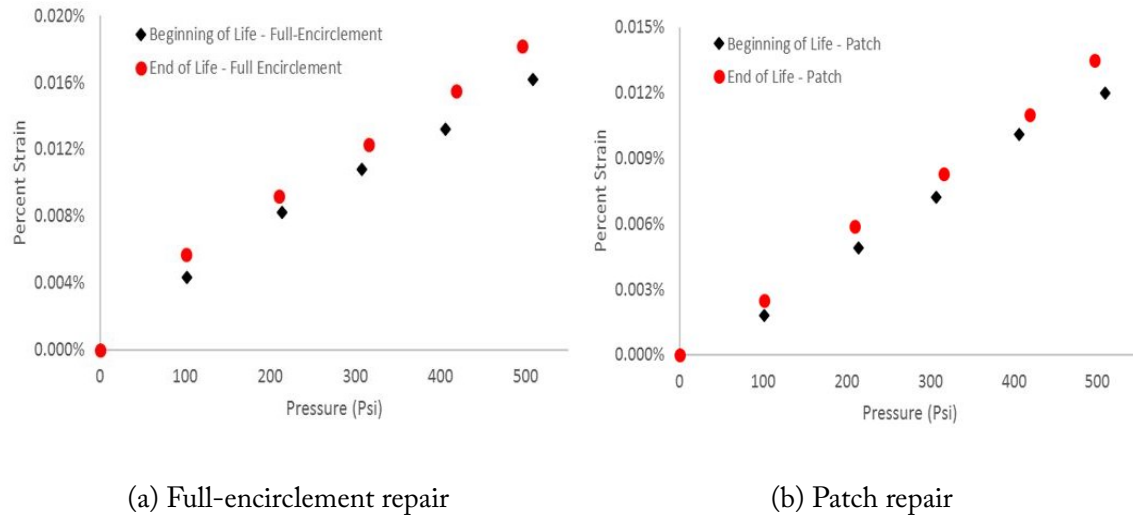 0.020%
Beginning of Life - Full-Encirclement
End of Life - Full Encirclement
0.016%
0.012%
0.008%
0.004%
0.000%
Percent Strain
0 100 200 300 400 500
Pressure (Psi)
0.015%
Beginning of Life - Patch
End of Life - Patch
0.012%
0.009%
0.006%
0.003%
0.000%
Percent Strain
0 100 200 300 400 500
Pressure (Psi)
(a) Full-encirclement repair
(b) Patch repair